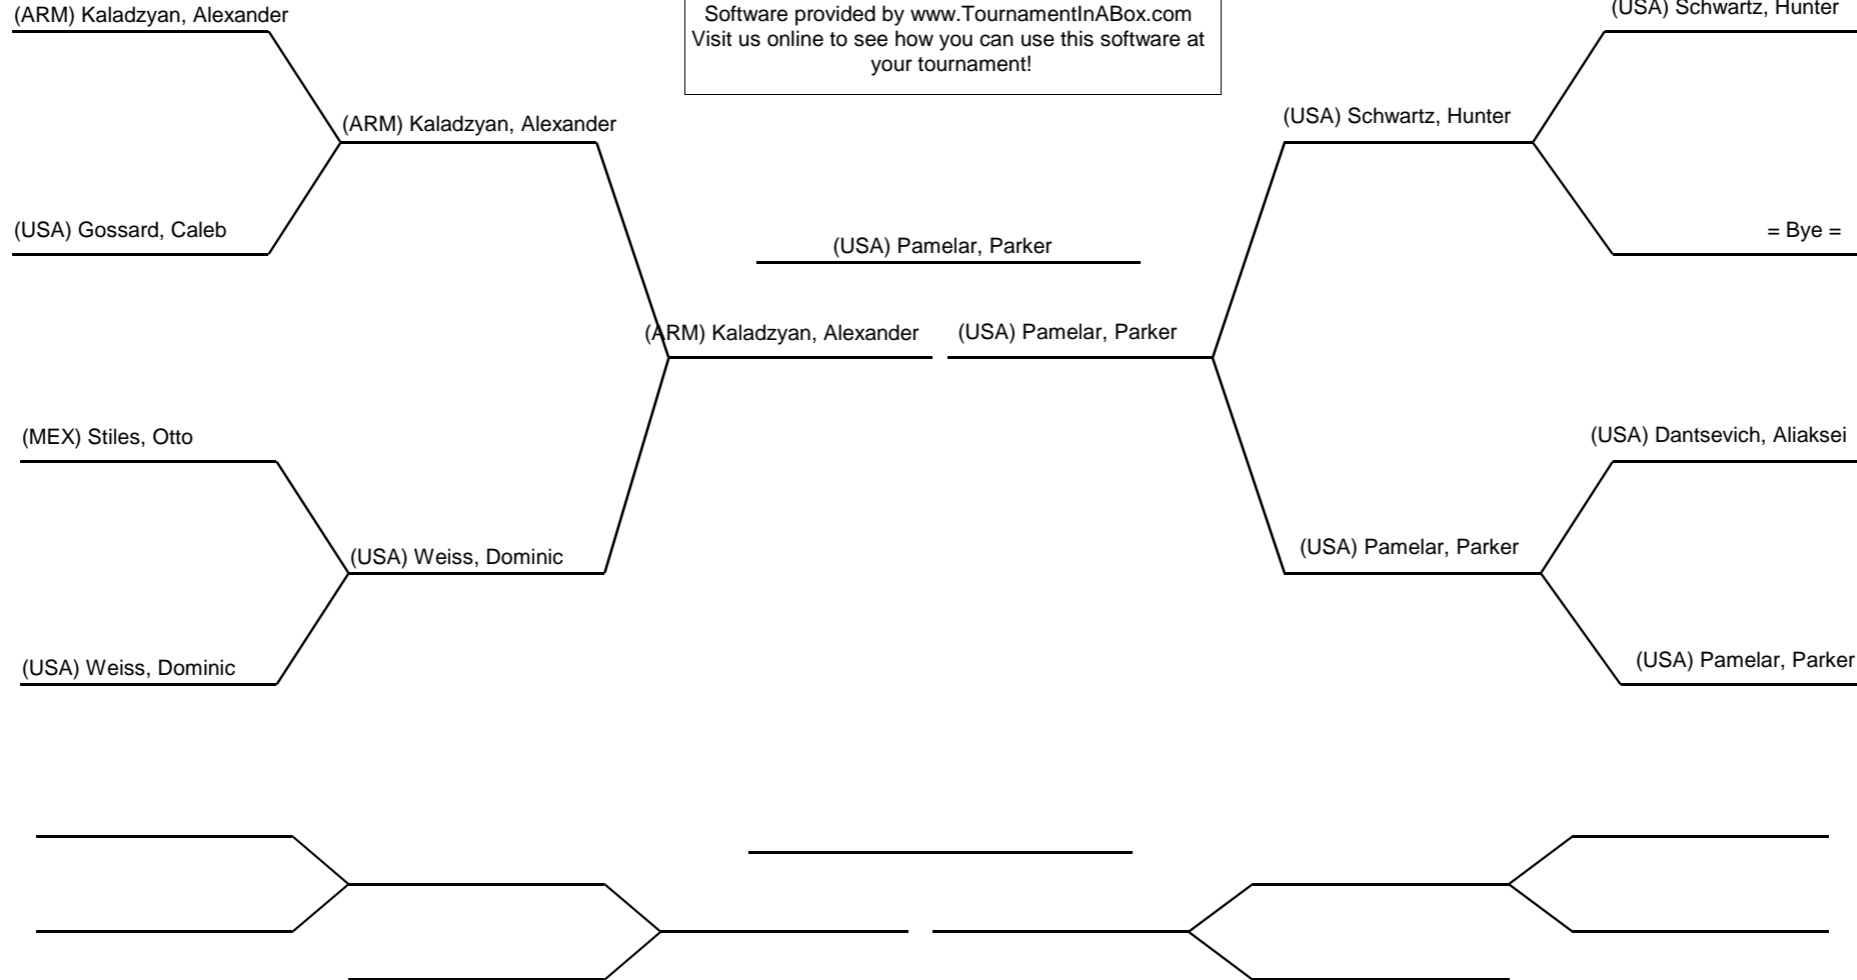 (ARM) Kaladzyan, Alexander
Software provided by www.TournamentInABox.com
Visit us online to see how you can use this software at
your tournament!
(USA) Schwartz, Hunter
(ARM) Kaladzyan, Alexander
(USA) Schwartz, Hunter
(USA) Gossard, Caleb
(USA) Pamelar, Parker
= Bye =
(ARM) Kaladzyan, Alexander
(USA) Pamelar, Parker
(MEX) Stiles, Otto
(USA) Dantsevich, Aliaksei
(USA) Weiss, Dominic
(USA) Pamelar, Parker
(USA) Weiss, Dominic
(USA) Pamelar, Parker